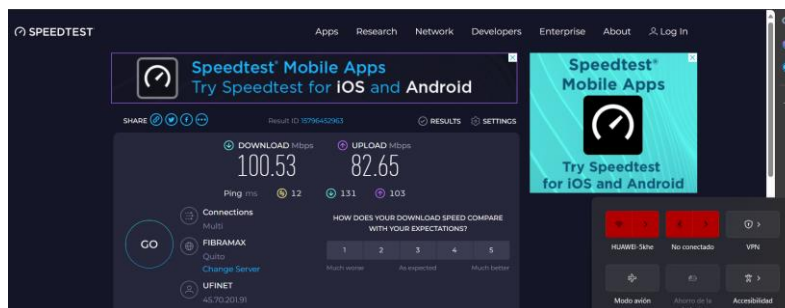 SPEEDTEST
Apps Research Network Developers Enterprise About Log In
Speedtest® Mobile Apps
Try Speedtest for iOS and Android
Speedtest®
Mobile Apps
Try Speedtest
for iOS and Android
SHARE Result ID 15796452963 RESULTS SETTINGS
DOWNLOAD Mbps UPLOAD Mbps
100.53 82.65
Ping ms 12 131 103
GO
Connections
Multi
FIBRAMAX
Quito
Change Server
UFINET
45.70.201.91
HOW DOES YOUR DOWNLOAD SPEED COMPARE
WITH YOUR EXPECTATIONS?
1 2 3 4 5
Much worse As expected Much better
HUAWEI-5khe No conectado VPN
Modo avión Ahorro de la Accesibilidad